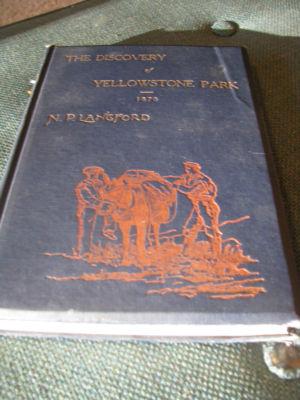 THE DISCOVERY
of
YELLOWSTONE PARK
1870
N. P. LANGFORD